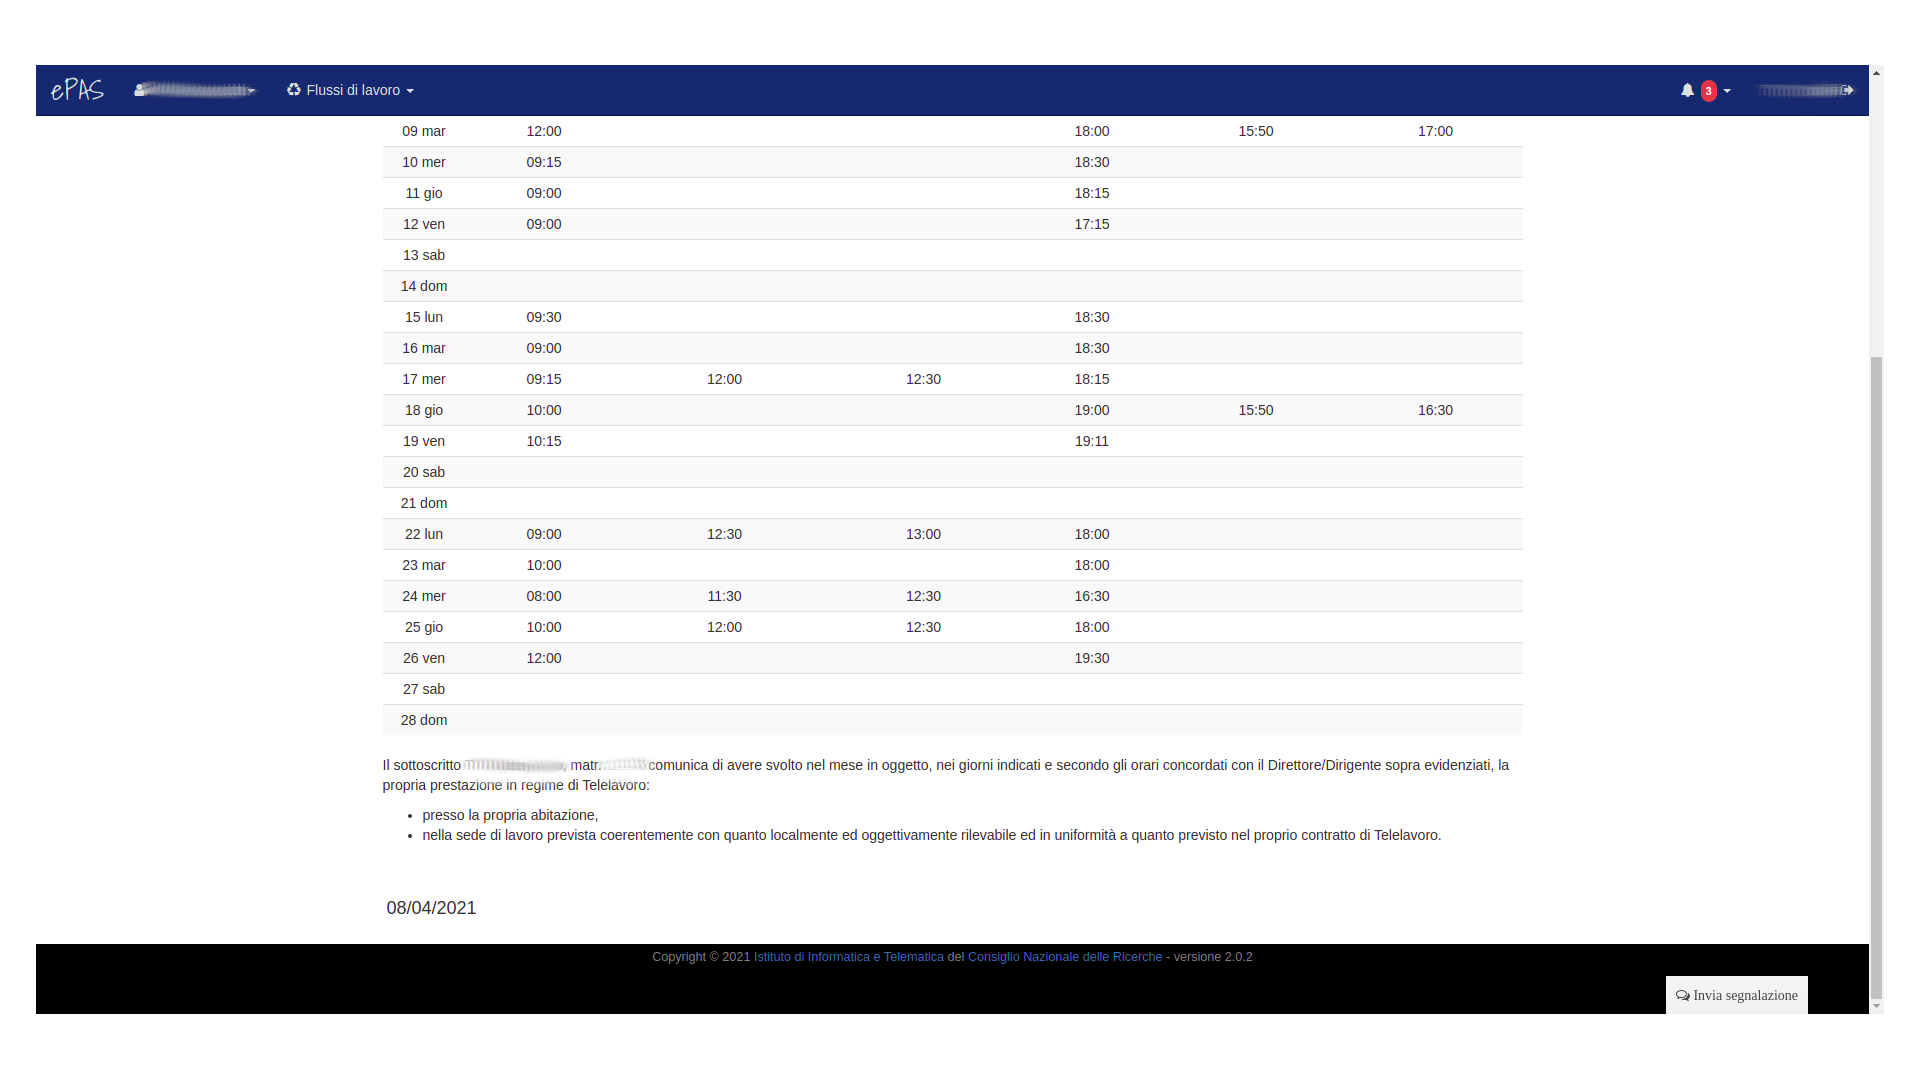 ePAS Flussi di lavoro 3
09 mar 12:00 18:00 15:50 17:00
10 mer 09:15 18:30
11 gio 09:00 18:15
12 ven 09:00 17:15
13 sab
14 dom
15 lun 09:30 18:30
16 mar 09:00 18:30
17 mer 09:15 12:00 12:30 18:15
18 gio 10:00 19:00 15:50 16:30
19 ven 10:15 19:11
20 sab
21 dom
22 lun 09:00 12:30 13:00 18:00
23 mar 10:00 18:00
24 mer 08:00 11:30 12:30 16:30
25 gio 10:00 12:00 12:30 18:00
26 ven 12:00 19:30
27 sab
28 dom
Il sottoscritto , matr. comunica di avere svolto nel mese in oggetto, nei giorni indicati e secondo gli orari concordati con il Direttore/Dirigente sopra evidenziati, la
propria prestazione in regime di Telelavoro:
• presso la propria abitazione,
• nella sede di lavoro prevista coerentemente con quanto localmente ed oggettivamente rilevabile ed in uniformità a quanto previsto nel proprio contratto di Telelavoro.
08/04/2021
Copyright © 2021 Istituto di Informatica e Telematica del Consiglio Nazionale delle Ricerche - versione 2.0.2
Invia segnalazione